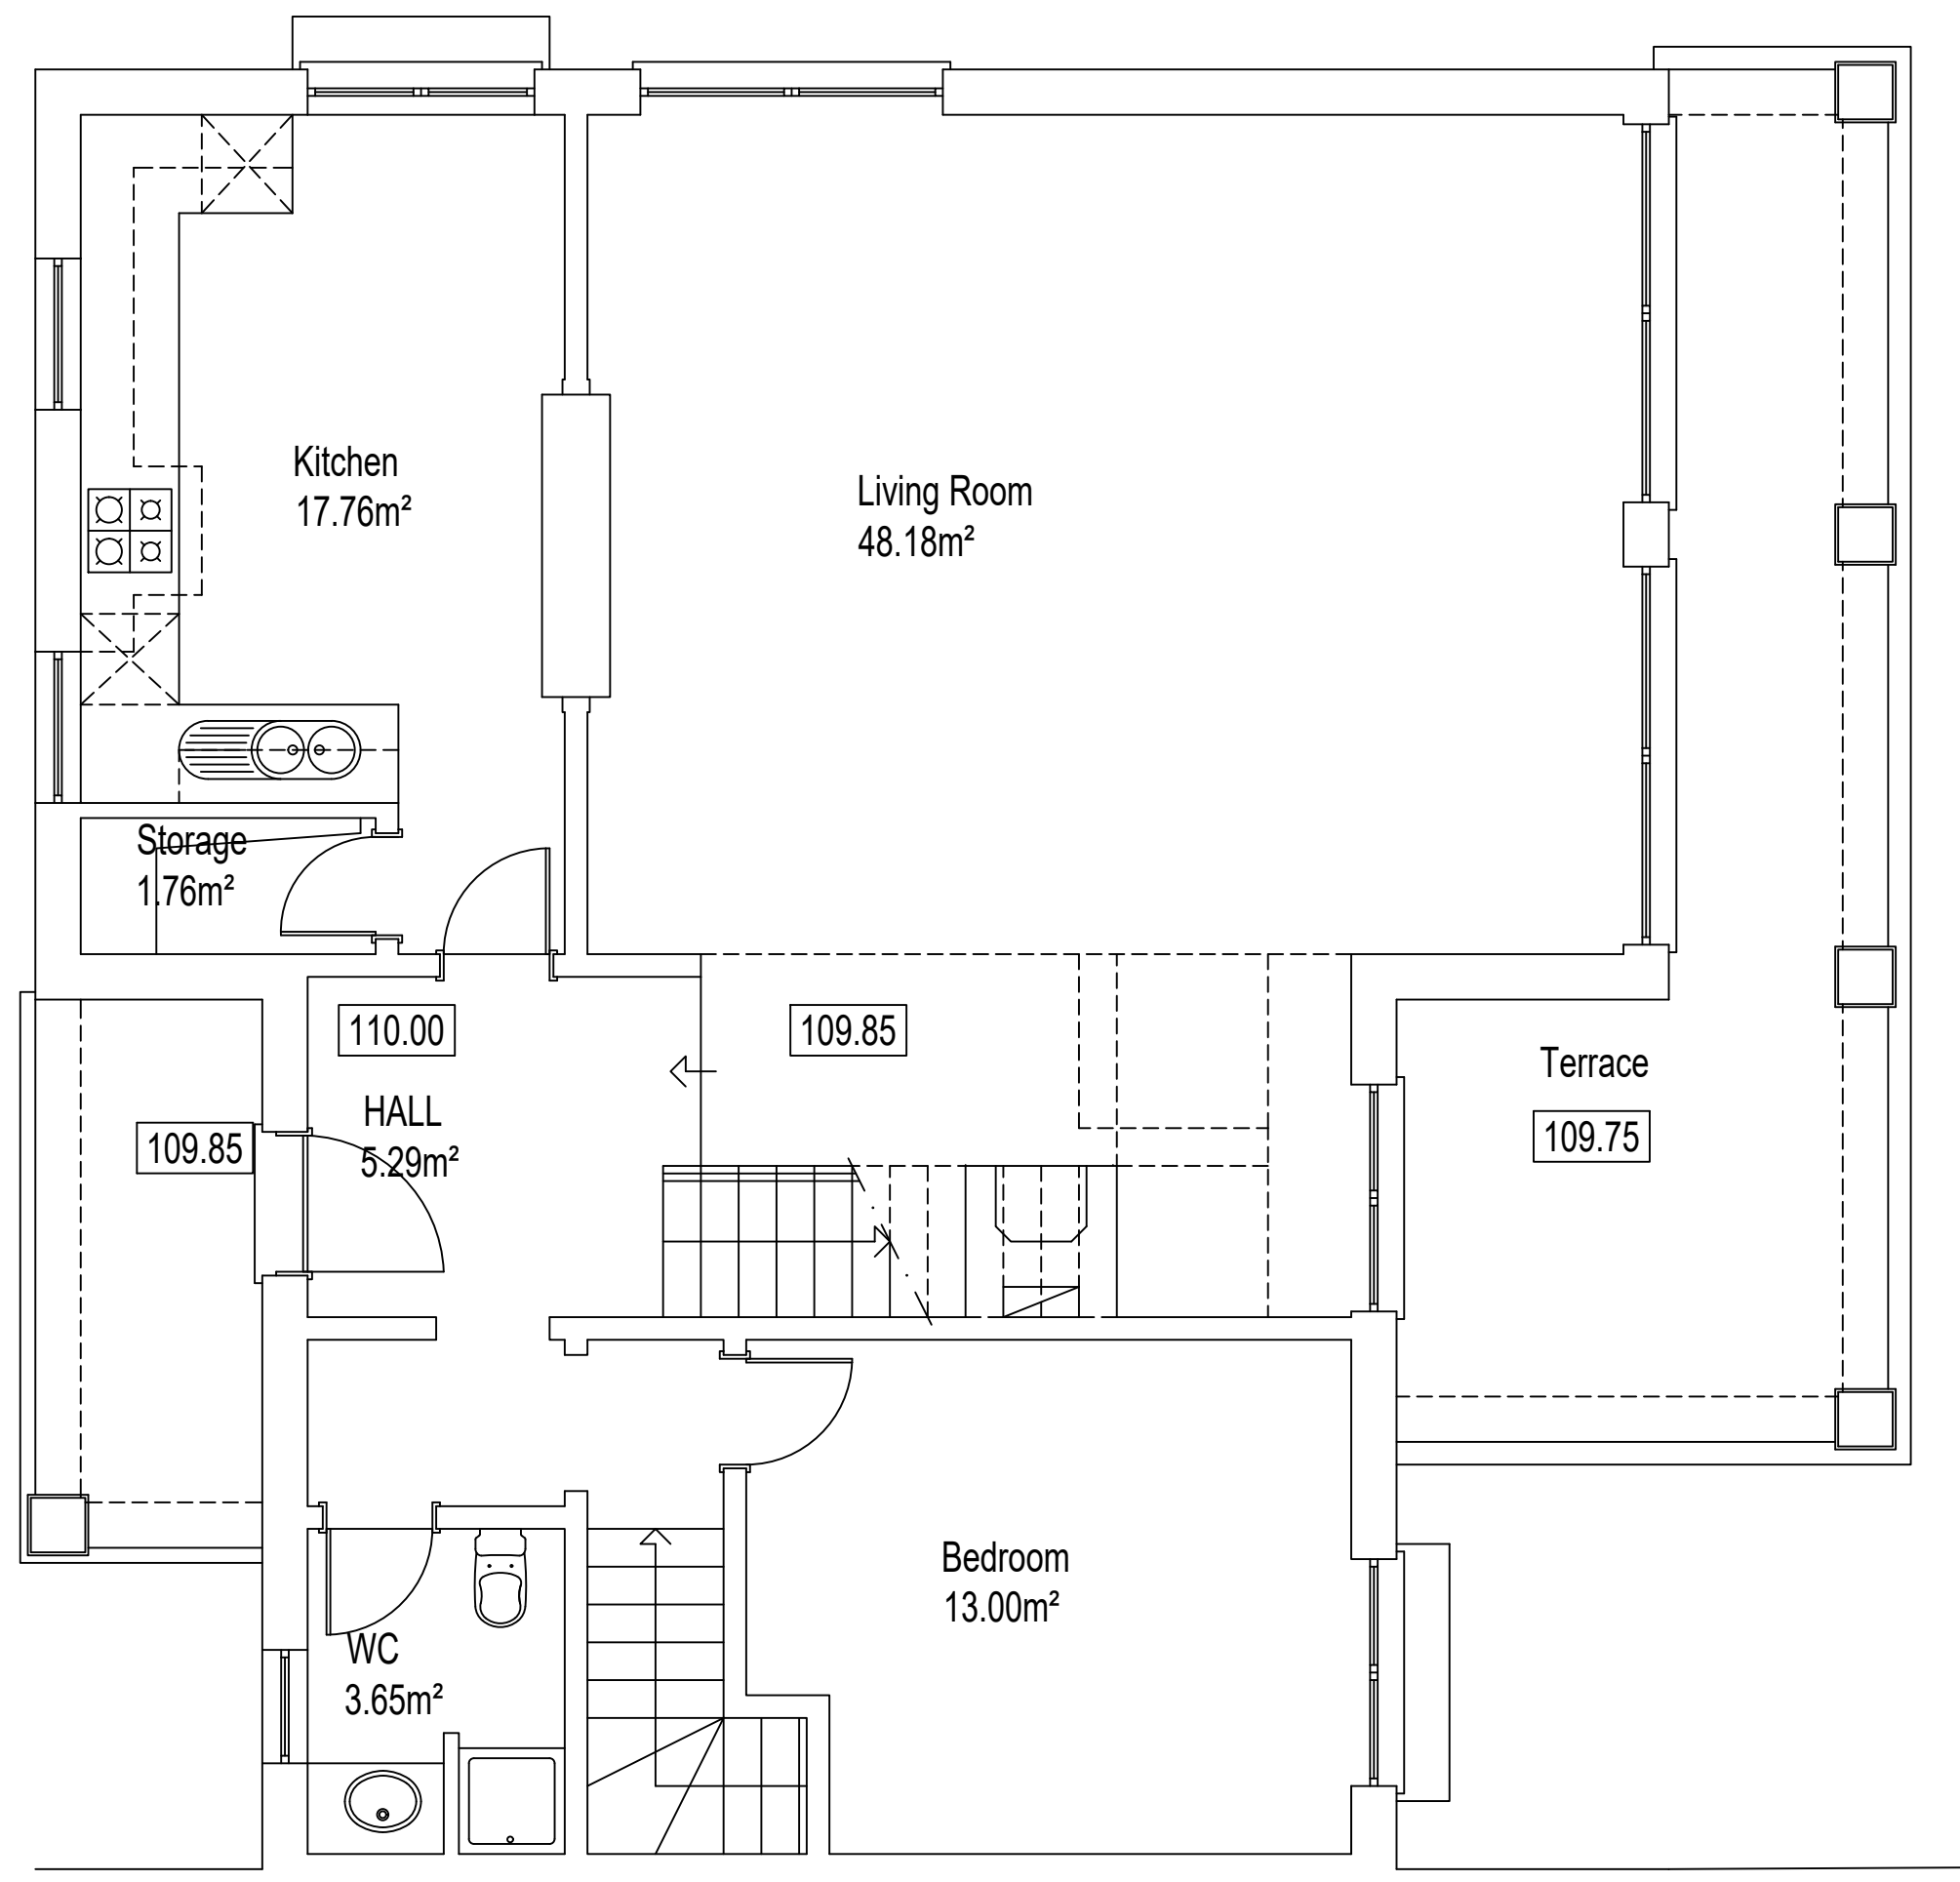 Kitchen
17.76m²
Living Room
48.18m²
Storage
1.76m²
110.00
109.85
HALL
5.29m²
109.85
Terrace
109.75
Bedroom
13.00m²
WC
3.65m²